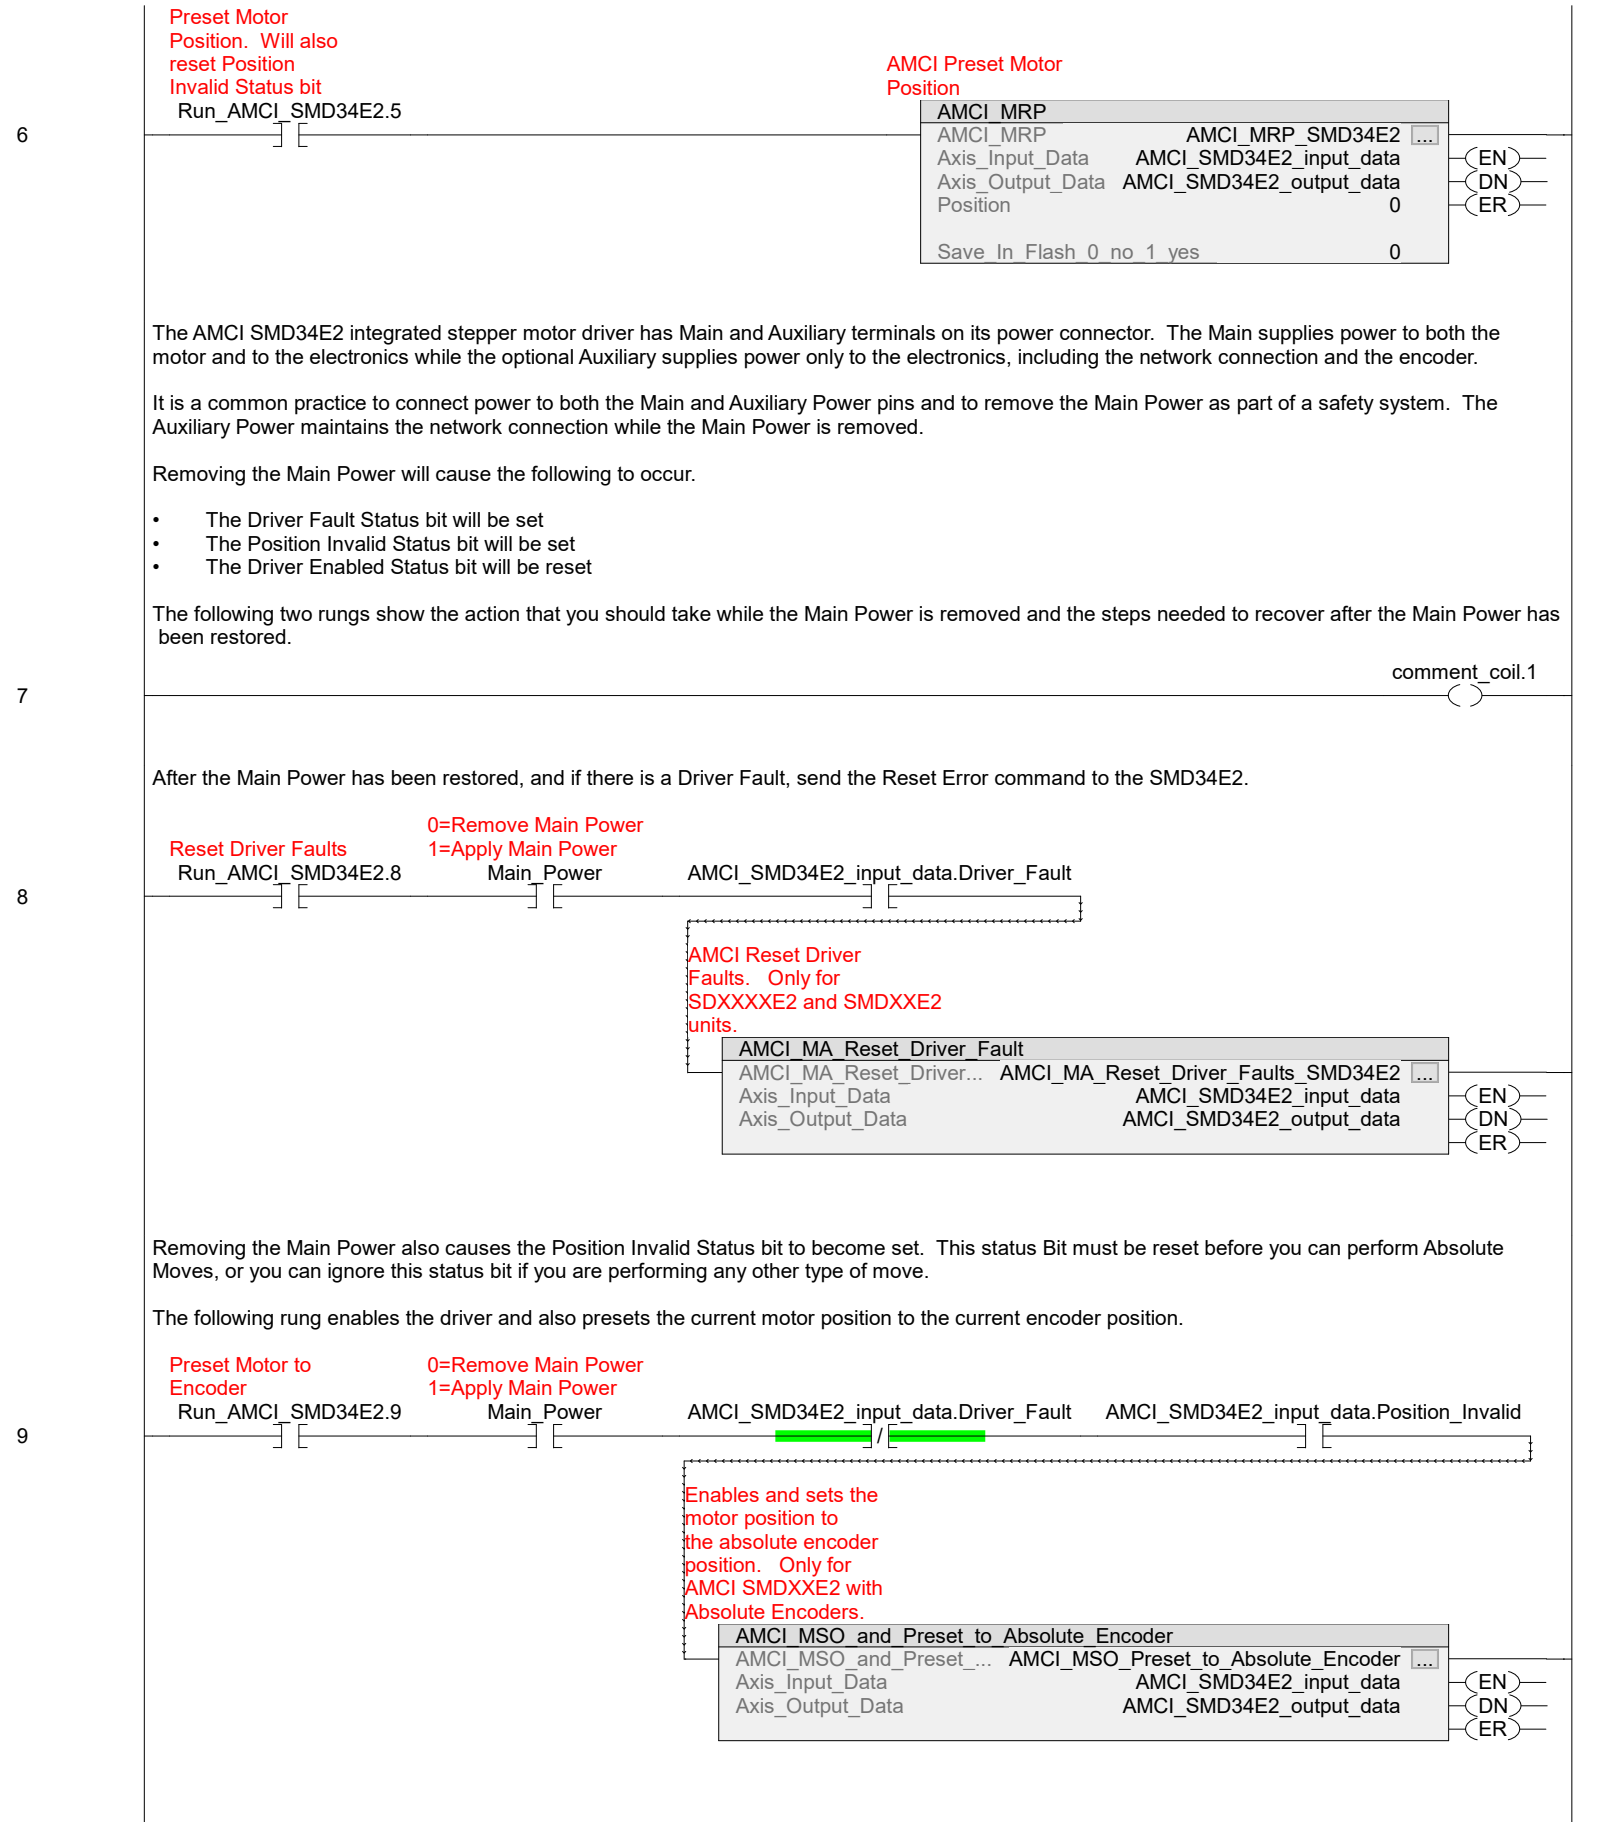 Preset Motor
Position.  Will also
reset Position
Invalid Status bit
Run_AMCI_SMD34E2.5
AMCI Preset Motor
Position
6
AMCI_MRP
AMCI_MRP AMCI_MRP_SMD34E2 ...
Axis_Input_Data AMCI_SMD34E2_input_data
Axis_Output_Data AMCI_SMD34E2_output_data
Position 0
Save_In_Flash_0_no_1_yes 0
EN
DN
ER
The AMCI SMD34E2 integrated stepper motor driver has Main and Auxiliary terminals on its power connector.  The Main supplies power to both the
motor and to the electronics while the optional Auxiliary supplies power only to the electronics, including the network connection and the encoder.
It is a common practice to connect power to both the Main and Auxiliary Power pins and to remove the Main Power as part of a safety system.  The
Auxiliary Power maintains the network connection while the Main Power is removed.
Removing the Main Power will cause the following to occur.
• The Driver Fault Status bit will be set
• The Position Invalid Status bit will be set
• The Driver Enabled Status bit will be reset
The following two rungs show the action that you should take while the Main Power is removed and the steps needed to recover after the Main Power has
been restored.
comment_coil.1
7
After the Main Power has been restored, and if there is a Driver Fault, send the Reset Error command to the SMD34E2.
Reset Driver Faults
Run_AMCI_SMD34E2.8
0=Remove Main Power
1=Apply Main Power
Main_Power
AMCI_SMD34E2_input_data.Driver_Fault
8
AMCI Reset Driver
Faults.   Only for
SDXXXXE2 and SMDXXE2
units.
AMCI_MA_Reset_Driver_Fault
AMCI_MA_Reset_Driver... AMCI_MA_Reset_Driver_Faults_SMD34E2 ...
Axis_Input_Data AMCI_SMD34E2_input_data
Axis_Output_Data AMCI_SMD34E2_output_data
EN
DN
ER
Removing the Main Power also causes the Position Invalid Status bit to become set.  This status Bit must be reset before you can perform Absolute
Moves, or you can ignore this status bit if you are performing any other type of move.
The following rung enables the driver and also presets the current motor position to the current encoder position.
Preset Motor to
Encoder
Run_AMCI_SMD34E2.9
0=Remove Main Power
1=Apply Main Power
Main_Power
AMCI_SMD34E2_input_data.Driver_Fault
AMCI_SMD34E2_input_data.Position_Invalid
9
/
Enables and sets the
motor position to
the absolute encoder
position.   Only for
AMCI SMDXXE2 with
Absolute Encoders.
AMCI_MSO_and_Preset_to_Absolute_Encoder
AMCI_MSO_and_Preset_... AMCI_MSO_Preset_to_Absolute_Encoder ...
Axis_Input_Data AMCI_SMD34E2_input_data
Axis_Output_Data AMCI_SMD34E2_output_data
EN
DN
ER